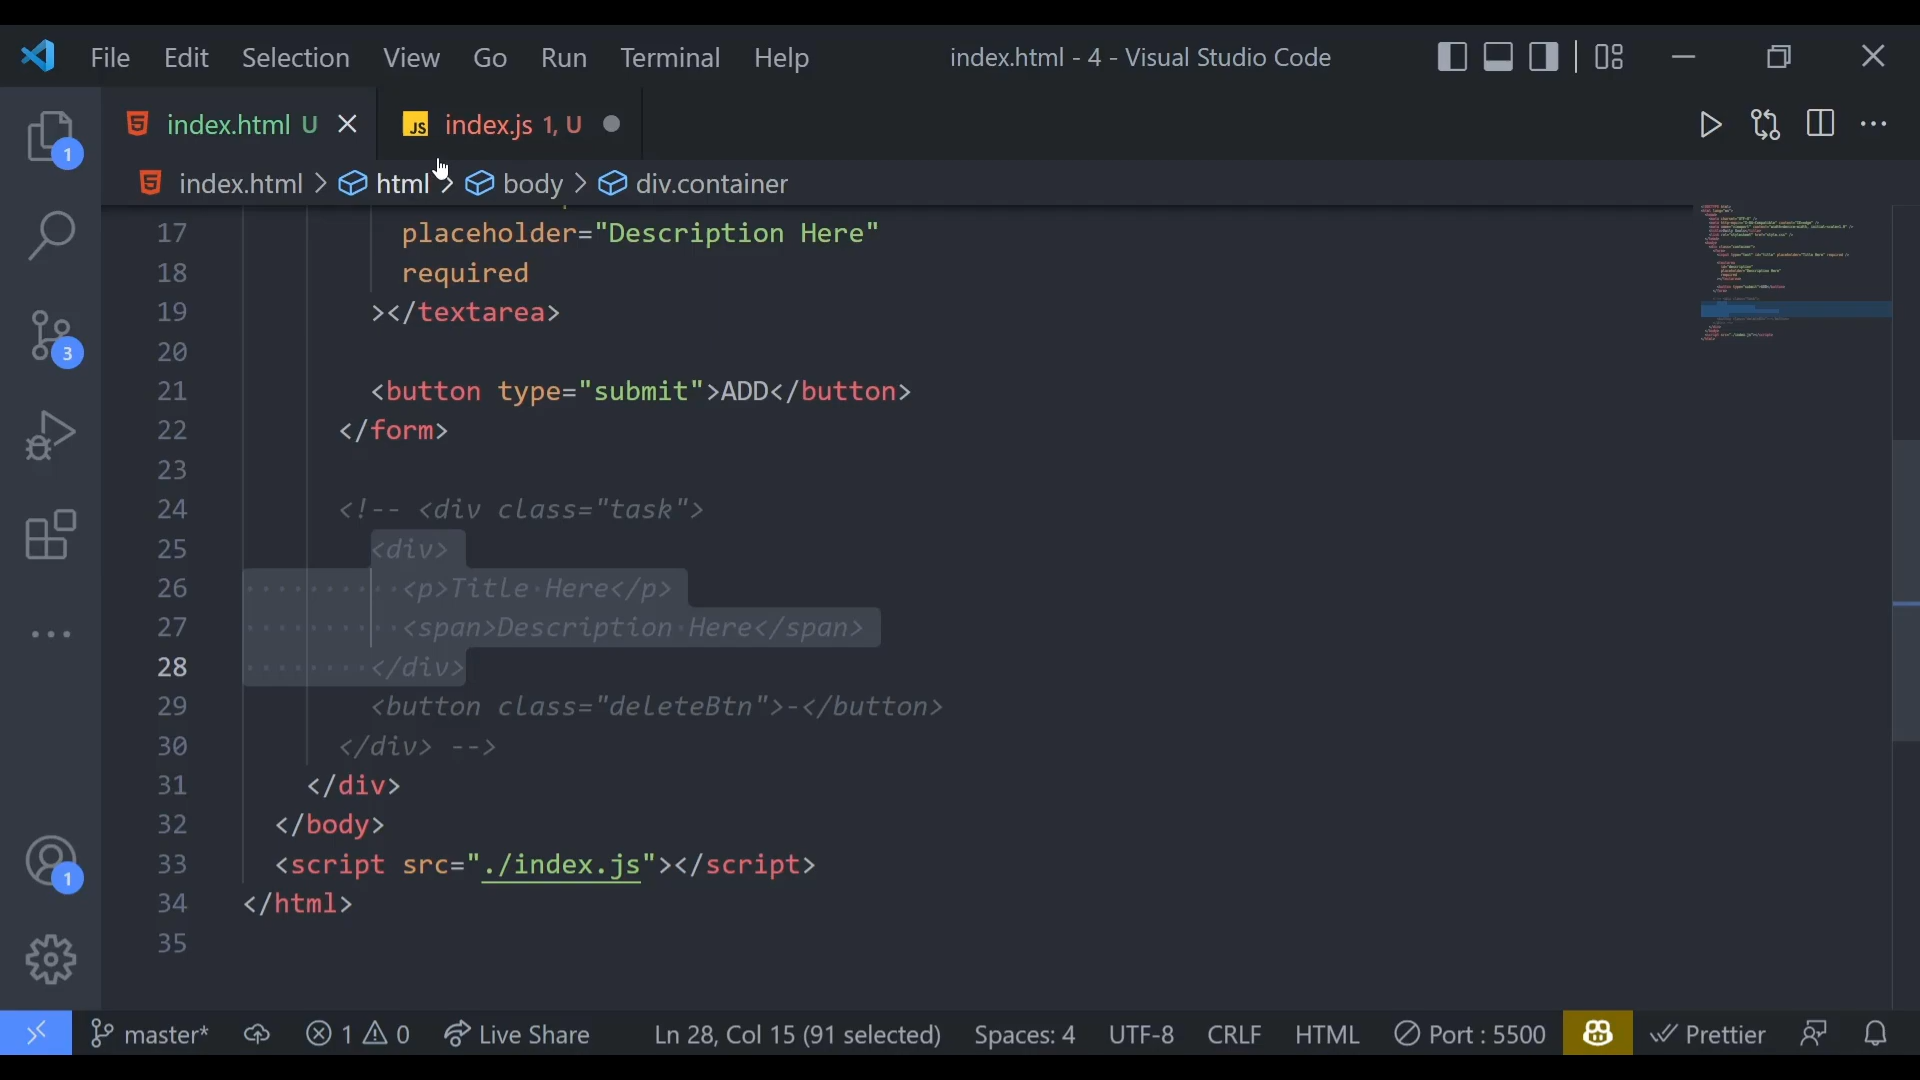 File Edit Selection View Go Run Terminal Help index.html - 4 - Visual Studio Code
index.html U index.js 1, U
index.html > html > body > div.container
17 placeholder="Description Here"
18 required
19 ></textarea>
20
21 <button type="submit">ADD</button>
22 </form>
23
24 <!-- <div class="task">
25 <div>
26 <p>Title Here</p>
27 <span>Description Here</span>
28 </div>
29 <button class="deleteBtn">-</button>
30 </div> -->
31 </div>
32 </body>
33 <script src="./index.js"></script>
34 </html>
35
1
3
1
master* 1 0 Live Share Ln 28, Col 15 (91 selected) Spaces: 4 UTF-8 CRLF HTML Port : 5500 Prettier